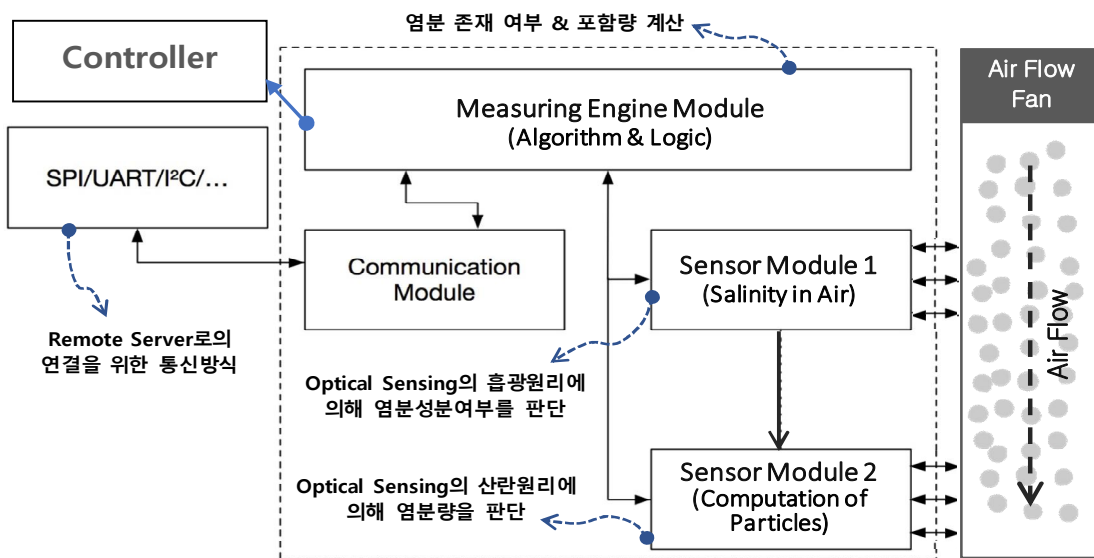 염분 존재 여부 & 포함량 계산
Controller
Air Flow
Fan
Measuring Engine Module
(Algorithm & Logic)
SPI/UART/I²C/...
Communication
Module
Sensor Module 1
(Salinity in Air)
Remote Server로의
연결을 위한 통신방식
Optical Sensing의 흡광원리에
의해 염분성분여부를 판단
Air Flow
Sensor Module 2
(Computation of
Particles)
Optical Sensing의 산란원리에
의해 염분량을 판단